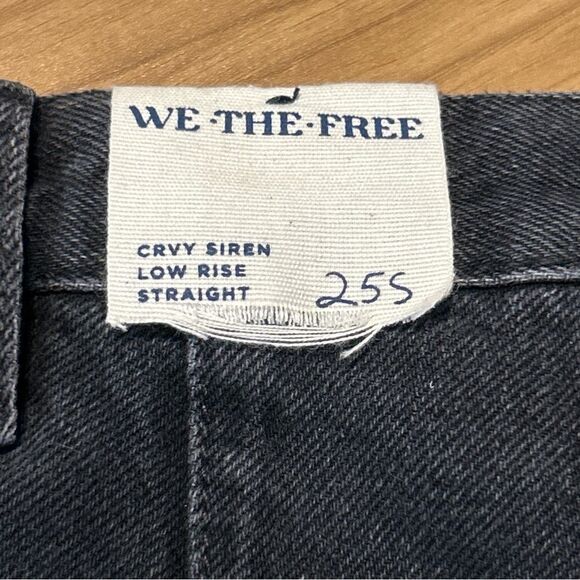 WE·THE·FREE
CRVY SIREN
LOW RISE
STRAIGHT
25S